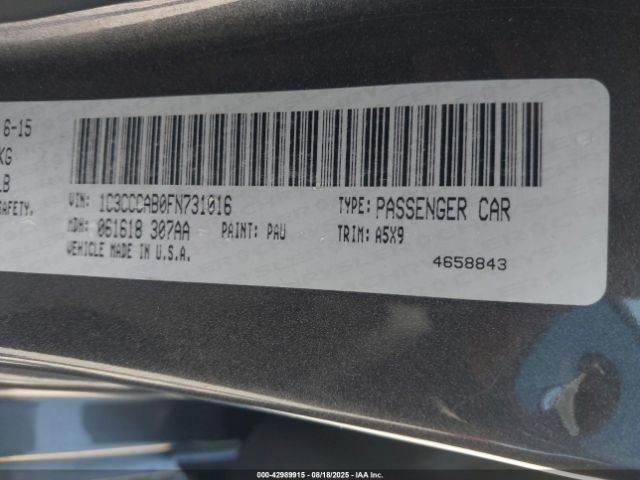 6-15
KG
LB
SAFETY.
VIN: 1C3CCCAB0FN731016 TYPE: PASSENGER CAR
MDH: 061618 307AA PAINT: PAU TRIM: A5X9
VEHICLE MADE IN U.S.A. 4658843
000-42989915 - 08/18/2025 - IAA Inc.